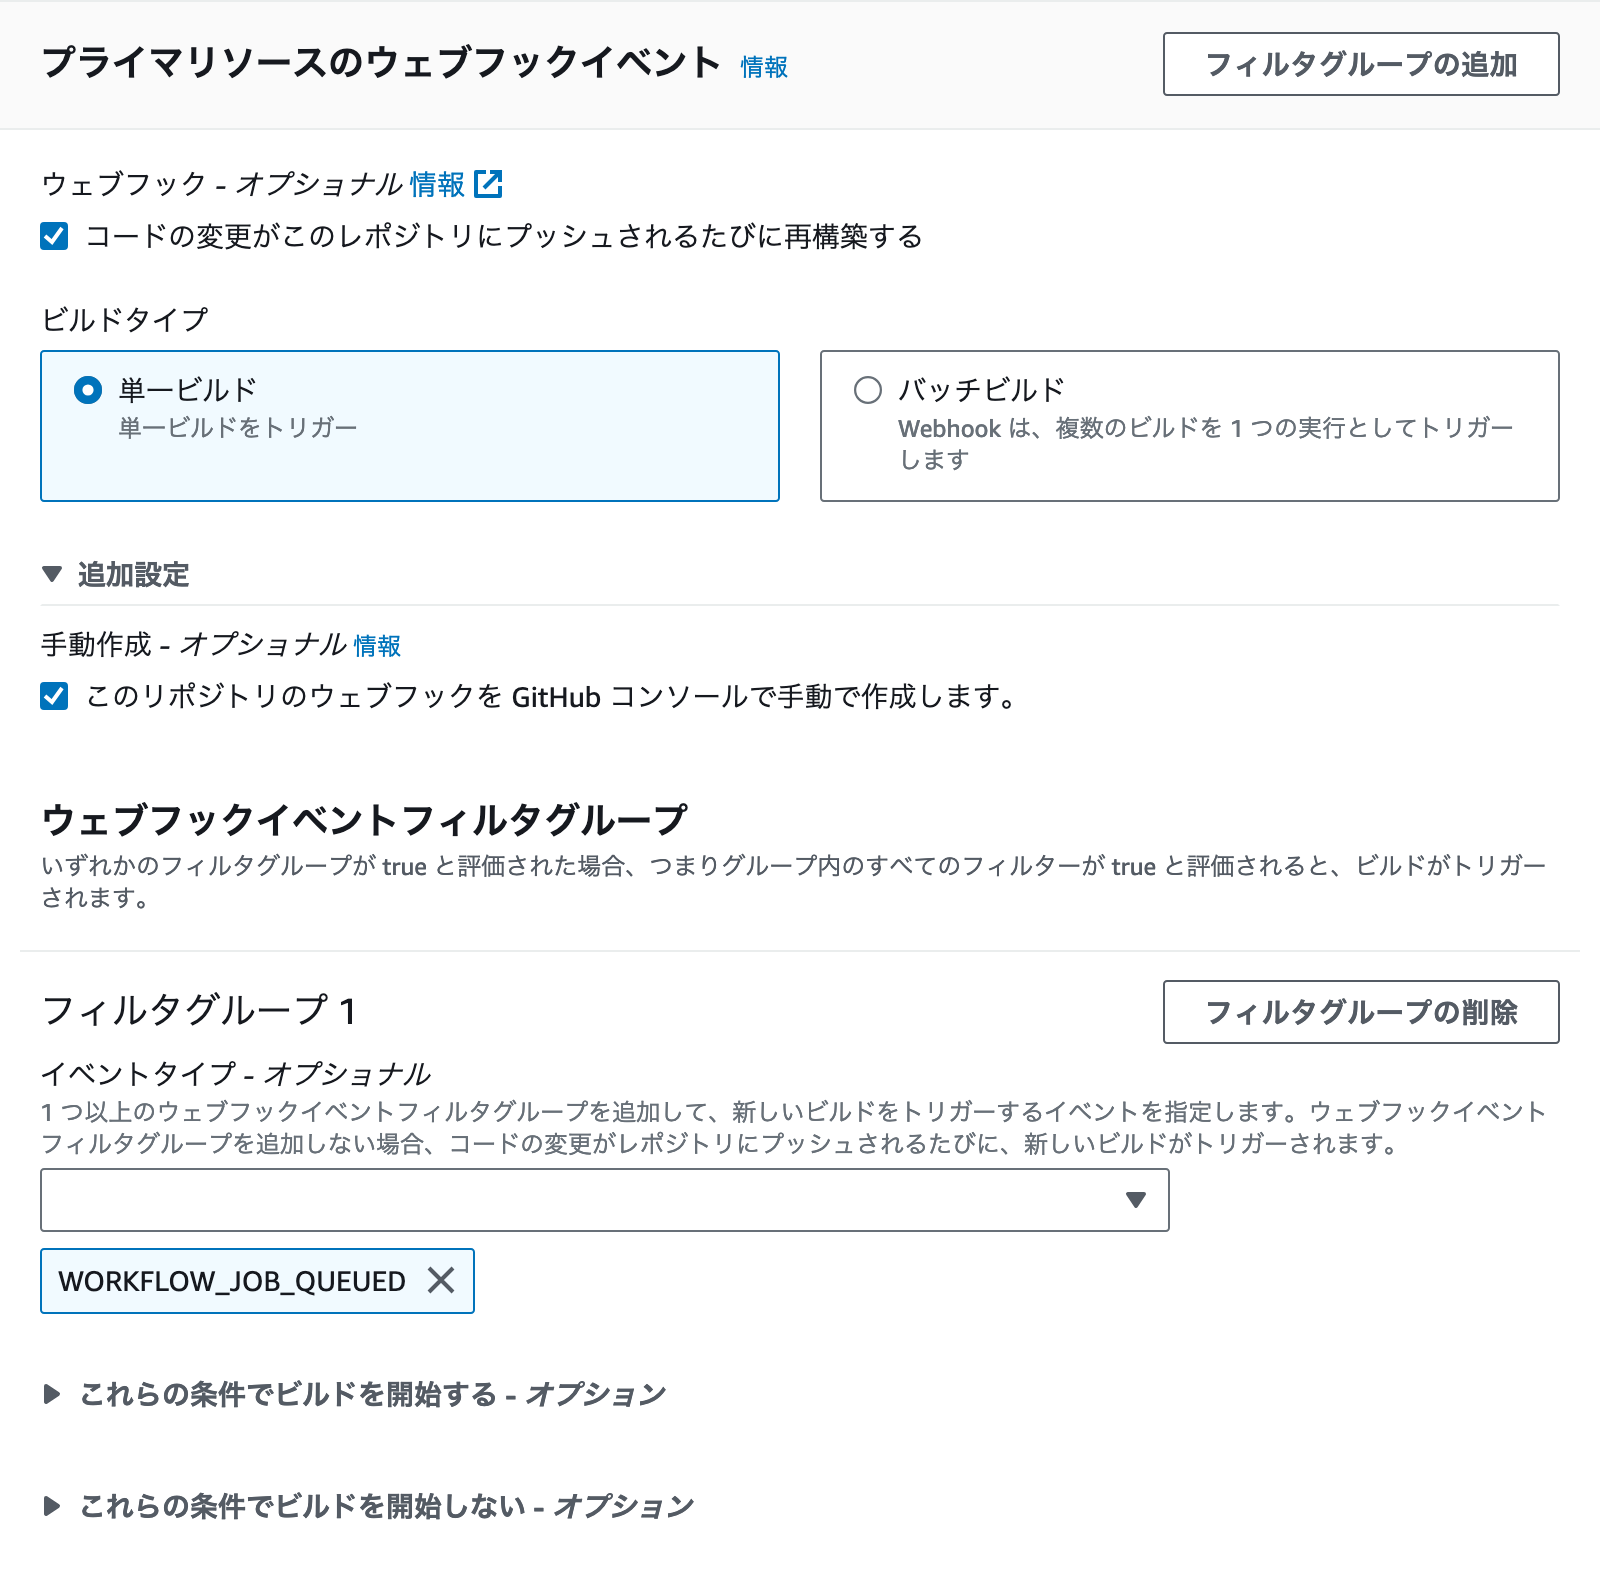 プライマリソースのウェブフックイベント 情報
フィルタグループの追加
ウェブフック - オプショナル 情報
コードの変更がこのレポジトリにプッシュされるたびに再構築する
ビルドタイプ
単一ビルド
単一ビルドをトリガー
バッチビルド
Webhook は、複数のビルドを 1 つの実行としてトリガー
します
追加設定
手動作成 - オプショナル 情報
このリポジトリのウェブフックを GitHub コンソールで手動で作成します。
ウェブフックイベントフィルタグループ
いずれかのフィルタグループが true と評価された場合、つまりグループ内のすべてのフィルターが true と評価されると、ビルドがトリガー
されます。
フィルタグループ 1
フィルタグループの削除
イベントタイプ - オプショナル
1 つ以上のウェブフックイベントフィルタグループを追加して、新しいビルドをトリガーするイベントを指定します。ウェブフックイベント
フィルタグループを追加しない場合、コードの変更がレポジトリにプッシュされるたびに、新しいビルドがトリガーされます。
WORKFLOW_JOB_QUEUED
これらの条件でビルドを開始する - オプション
これらの条件でビルドを開始しない - オプション